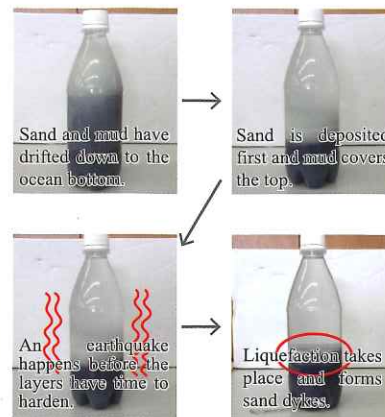 Sand and mud have
drifted down to the
ocean bottom.
Sand is deposited
first and mud covers
the top.
An earthquake
happens before the
layers have time to
harden.
Liquefaction takes
place and forms
sand dykes.